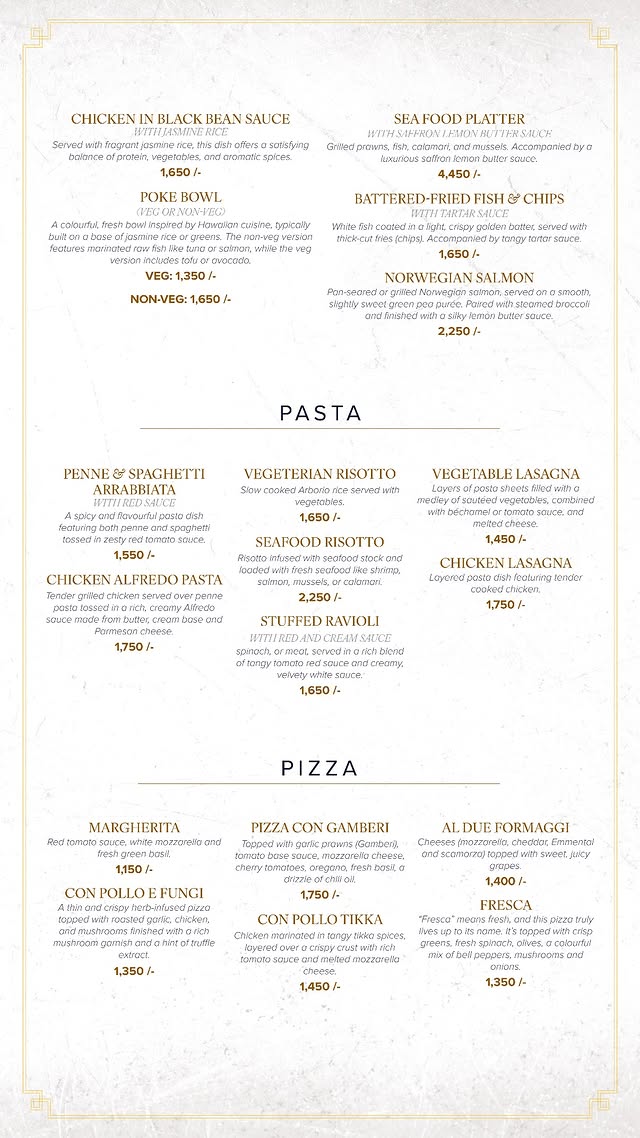 CHICKEN IN BLACK BEAN SAUCE
WITH JASMINE RICE
Served with fragrant jasmine rice, this dish offers a satisfying
balance of protein, vegetables, and aromatic spices.
1,650 /-
POKE BOWL
(VEG OR NON-VEG)
A colourful, fresh bowl inspired by Hawaiian cuisine, typically
built on a base of jasmine rice or greens. The non-veg version
features marinated raw fish like tuna or salmon, while the veg
version includes tofu or avocado.
VEG: 1,350 /-
NON-VEG: 1,650 /-
SEA FOOD PLATTER
WITH SAFFRON LEMON BUTTER SAUCE
Grilled prawns, fish, calamari, and mussels. Accompanied by a
luxurious saffron lemon butter sauce.
4,450 /-
BATTERED-FRIED FISH & CHIPS
WITH TARTAR SAUCE
White fish coated in a light, crispy golden batter, served with
thick-cut fries (chips). Accompanied by tangy tartar sauce.
1,650 /-
NORWEGIAN SALMON
Pan-seared or grilled Norwegian salmon, served on a smooth,
slightly sweet green pea purée. Paired with steamed broccoli
and finished with a silky lemon butter sauce.
2,250 /-
PASTA
PENNE & SPAGHETTI
ARRABBIATA
WITH RED SAUCE
A spicy and flavourful pasta dish
featuring both penne and spaghetti
tossed in zesty red tomato sauce.
1,550 /-
CHICKEN ALFREDO PASTA
Tender grilled chicken served over penne
pasta tossed in a rich, creamy Alfredo
sauce made from butter, cream base and
Parmesan cheese.
1,750 /-
VEGETERIAN RISOTTO
Slow cooked Arborio rice served with
vegetables.
1,650 /-
SEAFOOD RISOTTO
Risotto infused with seafood stock and
loaded with fresh seafood like shrimp,
salmon, mussels, or calamari.
2,250 /-
STUFFED RAVIOLI
WITH RED AND CREAM SAUCE
spinach, or meat, served in a rich blend
of tangy tomato red sauce and creamy,
velvety white sauce.
1,650 /-
VEGETABLE LASAGNA
Layers of pasta sheets filled with a
medley of sautéed vegetables, combined
with béchamel or tomato sauce, and
melted cheese.
1,450 /-
CHICKEN LASAGNA
Layered pasta dish featuring tender
cooked chicken.
1,750 /-
PIZZA
MARGHERITA
Red tomato sauce, white mozzarella and
fresh green basil.
1,150 /-
CON POLLO E FUNGI
A thin and crispy herb-infused pizza
topped with roasted garlic, chicken,
and mushrooms finished with a rich
mushroom garnish and a hint of truffle
extract.
1,350 /-
PIZZA CON GAMBERI
Topped with garlic prawns (Gamberi),
tomato base sauce, mozzarella cheese,
cherry tomatoes, oregano, fresh basil, a
drizzle of chili oil.
1,750 /-
CON POLLO TIKKA
Chicken marinated in tangy tikka spices,
layered over a crispy crust with rich
tomato sauce and melted mozzarella
cheese.
1,450 /-
AL DUE FORMAGGI
Cheeses (mozzarella, cheddar, Emmental
and scamorza) topped with sweet, juicy
grapes.
1,400 /-
FRESCA
"Fresca" means fresh, and this pizza truly
lives up to its name. It's topped with crisp
greens, fresh spinach, olives, a colourful
mix of bell peppers, mushrooms and
onions.
1,350 /-